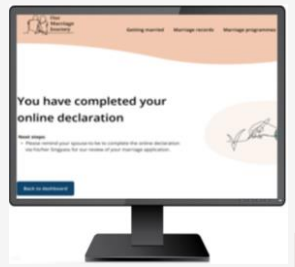 Our
Marriage
Journey
Getting married Marriage records Marriage programmes
You have completed your
online declaration
Next steps:
• Please remind your spouse-to-be to complete the online declaration
via his/her Singpass for our review of your marriage application.
Back to dashboard